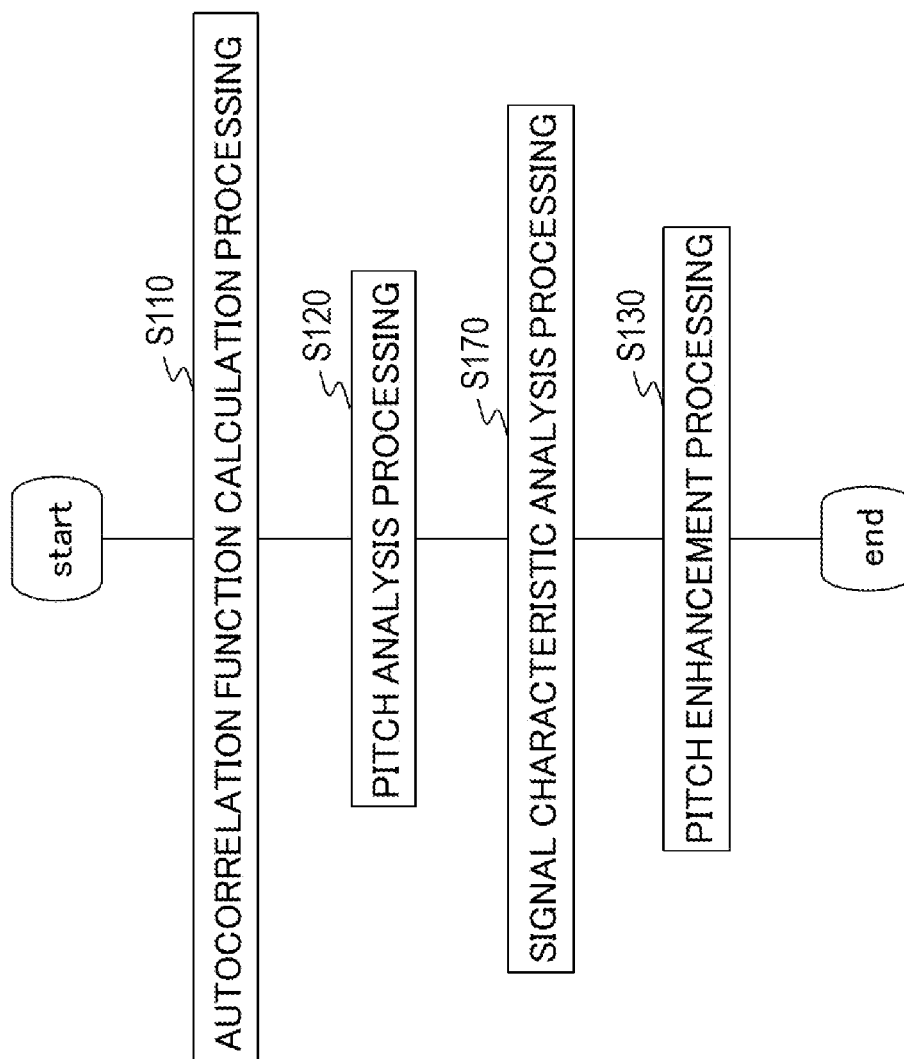 start
S110
AUTOCORRELATION FUNCTION CALCULATION PROCESSING
S120
PITCH ANALYSIS PROCESSING
S170
SIGNAL CHARACTERISTIC ANALYSIS PROCESSING
S130
PITCH ENHANCEMENT PROCESSING
end